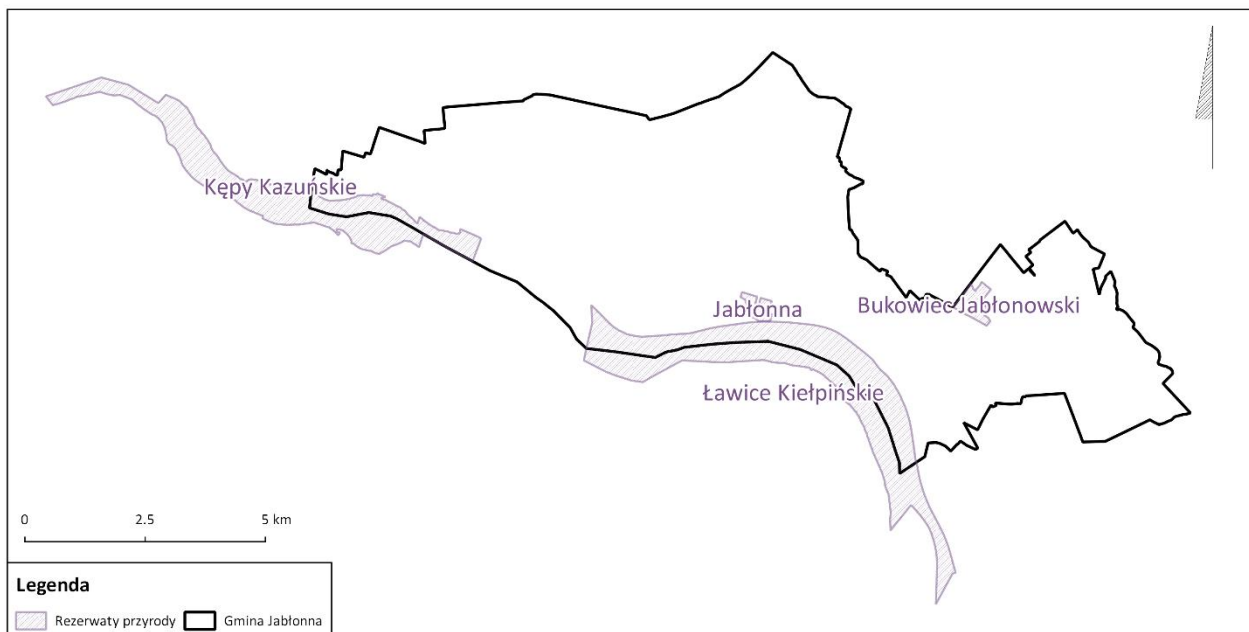 Kępy Kazuńskie
Jabłonna
Bukowiec Jabłonowski
Ławice Kiełpińskie
0 2.5 5 km
Legenda
Rezerwaty przyrody Gmina Jabłonna